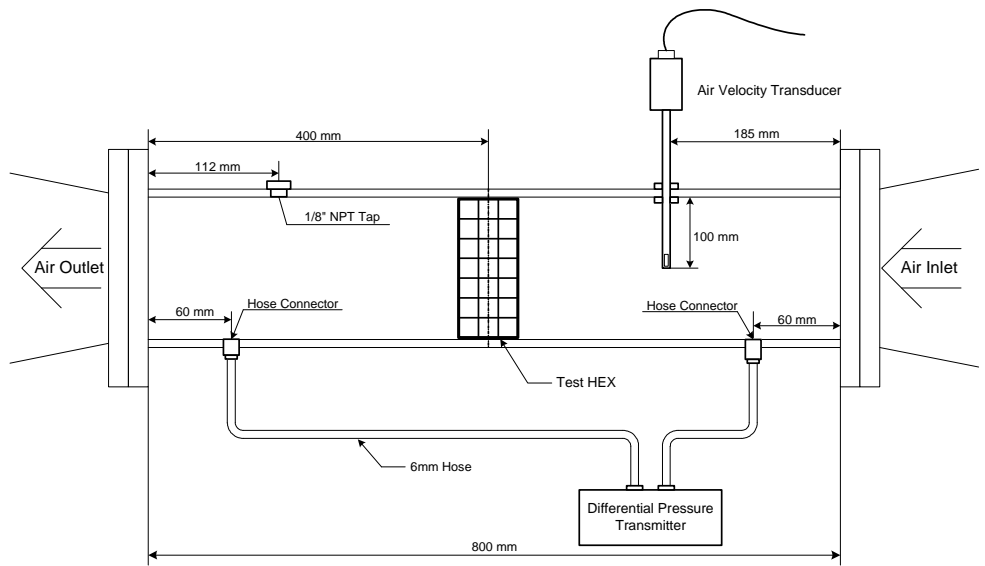 Air Velocity Transducer
400 mm
185 mm
112 mm
1/8" NPT Tap
100 mm
Air Outlet
Air Inlet
60 mm
Hose Connector
Hose Connector
60 mm
Test HEX
6mm Hose
Differential Pressure
Transmitter
800 mm